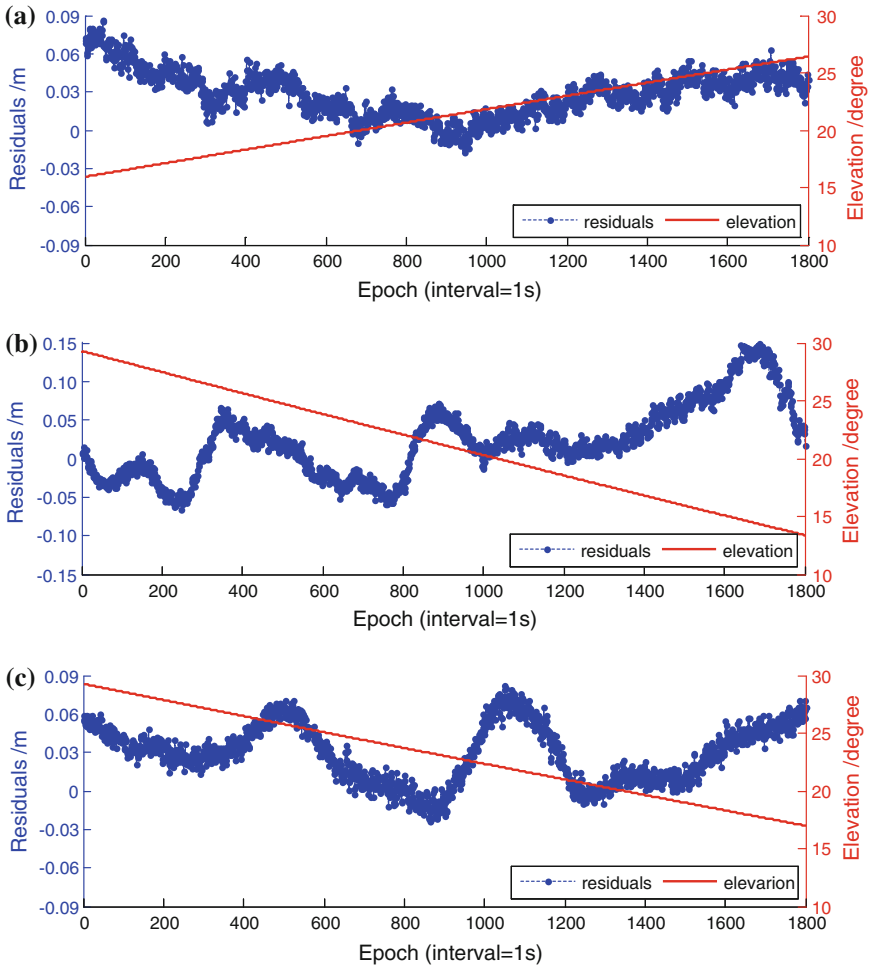 (a)
0.09
0.06
0.03
0
-0.03
-0.06
-0.09
Residuals /m
30
25
20
15
10
Elevation /degree
residuals elevation
0 200 400 600 800 1000 1200 1400 1600 1800
Epoch (interval=1s)
(b)
0.15
0.10
0.05
0
-0.05
-0.10
-0.15
Residuals /m
30
25
20
15
10
Elevation /degree
residuals elevation
0 200 400 600 800 1000 1200 1400 1600 1800
Epoch (interval=1s)
(c)
0.09
0.06
0.03
0
-0.03
-0.06
-0.09
Residuals /m
30
25
20
15
10
Elevation /degree
residuals elevarion
0 200 400 600 800 1000 1200 1400 1600 1800
Epoch (interval=1s)